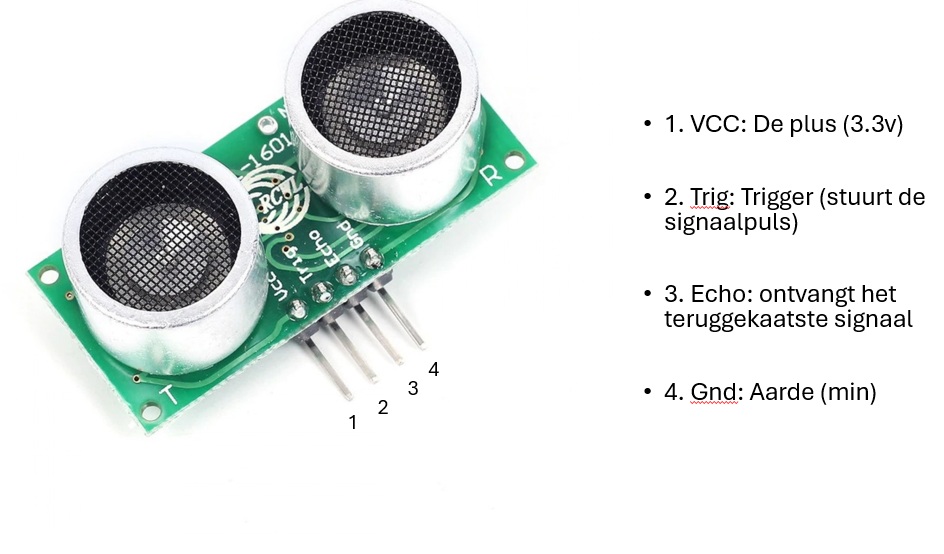 -1601
RCWL
R
Vcc
Trig
Echo
Gnd
T
1
2
3
4
• 1. VCC: De plus (3.3v)
• 2. Trig: Trigger (stuurt de
signaalpuls)
• 3. Echo: ontvangt het
teruggekaatste signaal
• 4. Gnd: Aarde (min)